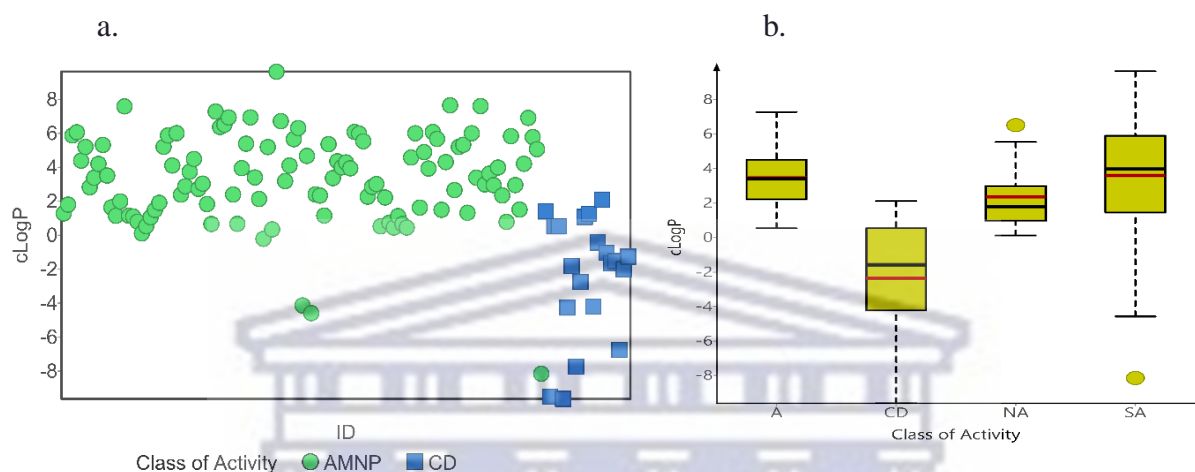 a.
b.
cLogP
8
6
4
2
0
-2
-4
-6
-8
ID
Class of Activity AMNP CD
cLogP
8
6
4
2
0
-2
-4
-6
-8
A CD NA SA
Class of Activity